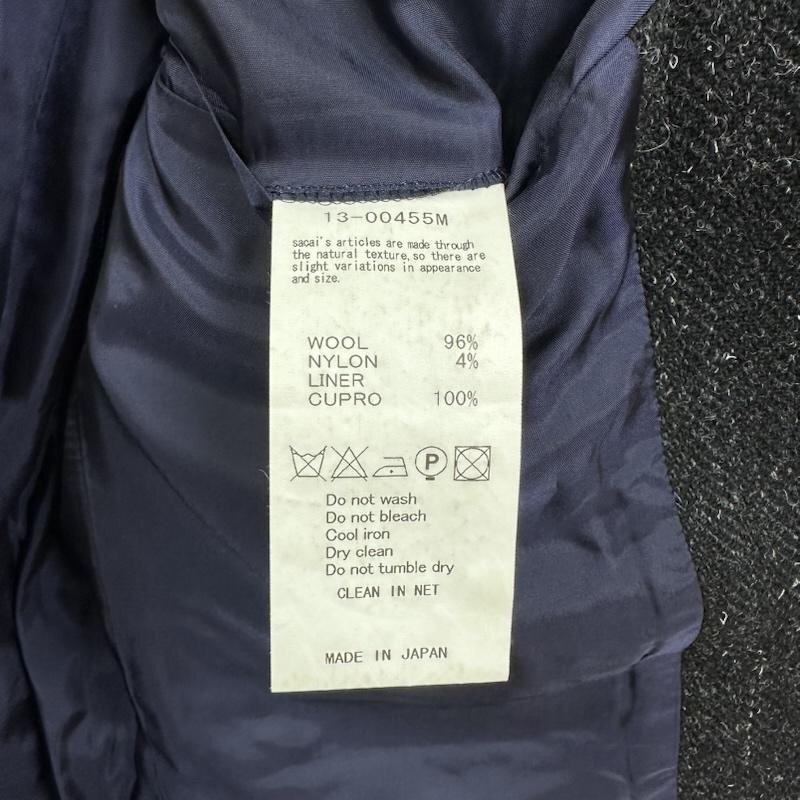 13-00455M
sacai's articles are made through
the natural texture, so there are
slight variations in appearance
and size.
WOOL 96%
NYLON 4%
LINER
CUPRO 100%
P
Do not wash
Do not bleach
Cool iron
Dry clean
Do not tumble dry
CLEAN IN NET
MADE IN JAPAN